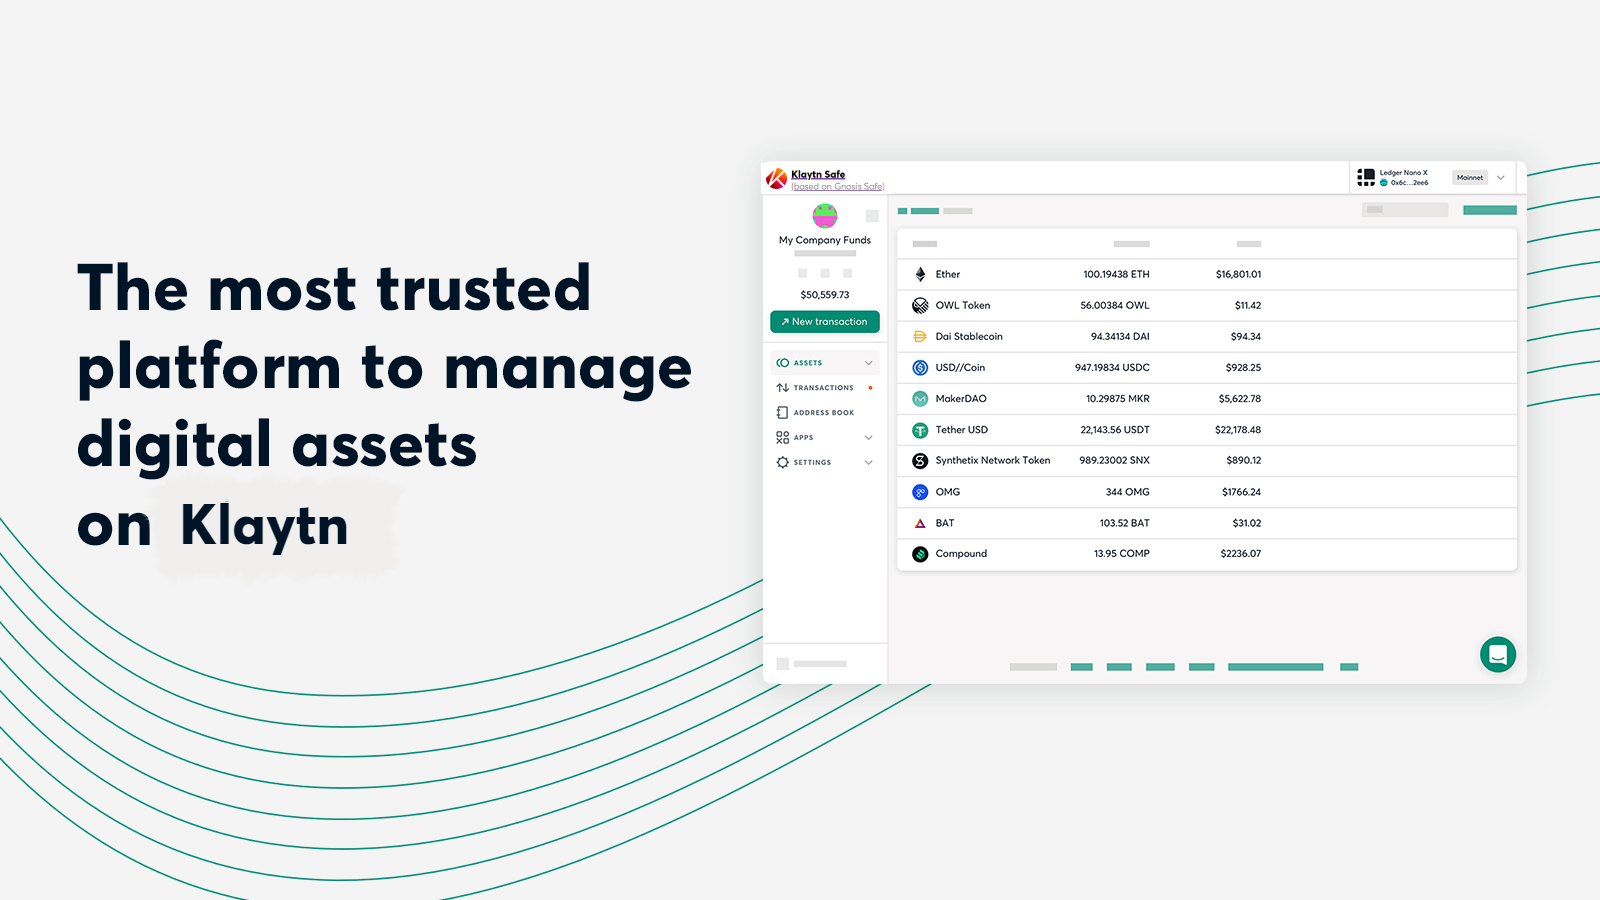 The most trusted
platform to manage
digital assets
on Klaytn
Klaytn Safe
(based on Gnosis Safe)
Ledger Nano X
0x6c...2ee6
Mainnet
My Company Funds
$50,559.73
New transaction
ASSETS
TRANSACTIONS
ADDRESS BOOK
APPS
SETTINGS
Ether 100.19438 ETH $16,801.01
OWL Token 56.00384 OWL $11.42
Dai Stablecoin 94.34134 DAI $94.34
USD//Coin 947.19834 USDC $928.25
MakerDAO 10.29875 MKR $5,622.78
Tether USD 22,143.56 USDT $22,178.48
Synthetix Network Token 989.23002 SNX $890.12
OMG 344 OMG $1766.24
BAT 103.52 BAT $31.02
Compound 13.95 COMP $2236.07